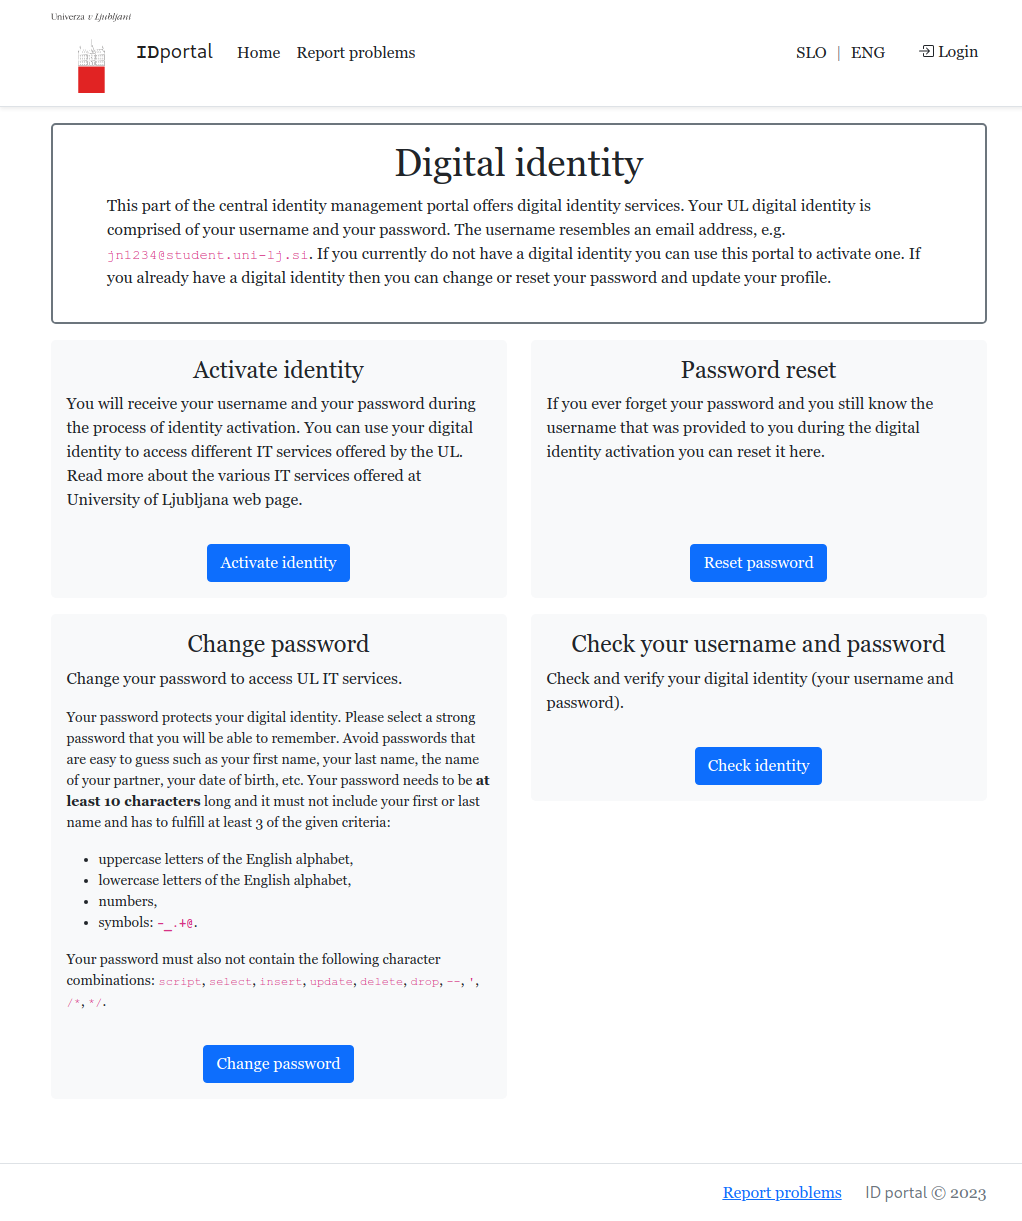 Univerza v Ljubljani
IDportal Home Report problems SLO | ENG Login
Digital identity
This part of the central identity management portal offers digital identity services. Your UL digital identity is
comprised of your username and your password. The username resembles an email address, e.g.
jn1234@student.uni-lj.si. If you currently do not have a digital identity you can use this portal to activate one. If
you already have a digital identity then you can change or reset your password and update your profile.
Activate identity
You will receive your username and your password during
the process of identity activation. You can use your digital
identity to access different IT services offered by the UL.
Read more about the various IT services offered at
University of Ljubljana web page.
Activate identity
Password reset
If you ever forget your password and you still know the
username that was provided to you during the digital
identity activation you can reset it here.
Reset password
Change password
Change your password to access UL IT services.
Your password protects your digital identity. Please select a strong
password that you will be able to remember. Avoid passwords that
are easy to guess such as your first name, your last name, the name
of your partner, your date of birth, etc. Your password needs to be at
least 10 characters long and it must not include your first or last
name and has to fulfill at least 3 of the given criteria:
• uppercase letters of the English alphabet,
• lowercase letters of the English alphabet,
• numbers,
• symbols: -_.+@.
Your password must also not contain the following character
combinations: script, select, insert, update, delete, drop, --, ',
/*, */.
Change password
Check your username and password
Check and verify your digital identity (your username and
password).
Check identity
Report problems ID portal © 2023